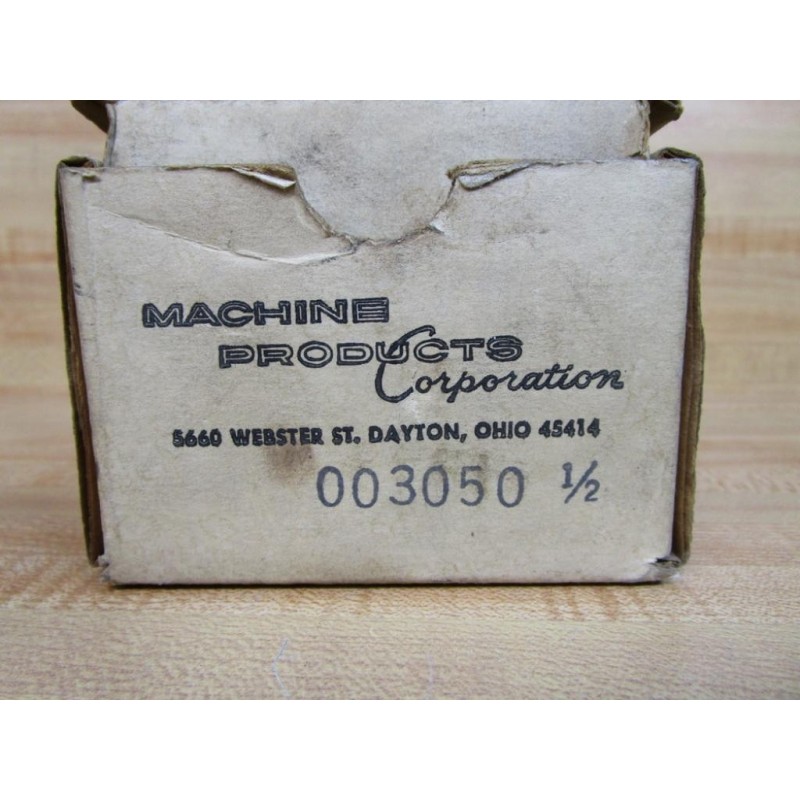 MACHINE
PRODUCTS
Corporation
5660 WEBSTER ST. DAYTON, OHIO 45414
003050 1/2